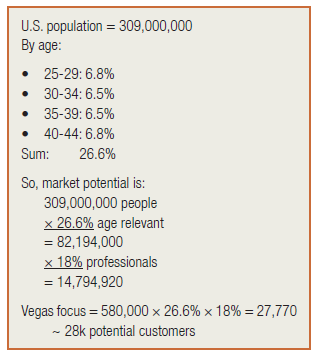 U.S. population = 309,000,000
By age:
• 25-29: 6.8%
• 30-34: 6.5%
• 35-39: 6.5%
• 40-44: 6.8%
Sum: 26.6%
So, market potential is:
309,000,000 people
x 26.6% age relevant
= 82,194,000
x 18% professionals
= 14,794,920
Vegas focus = 580,000 × 26.6% × 18% = 27,770
~ 28k potential customers